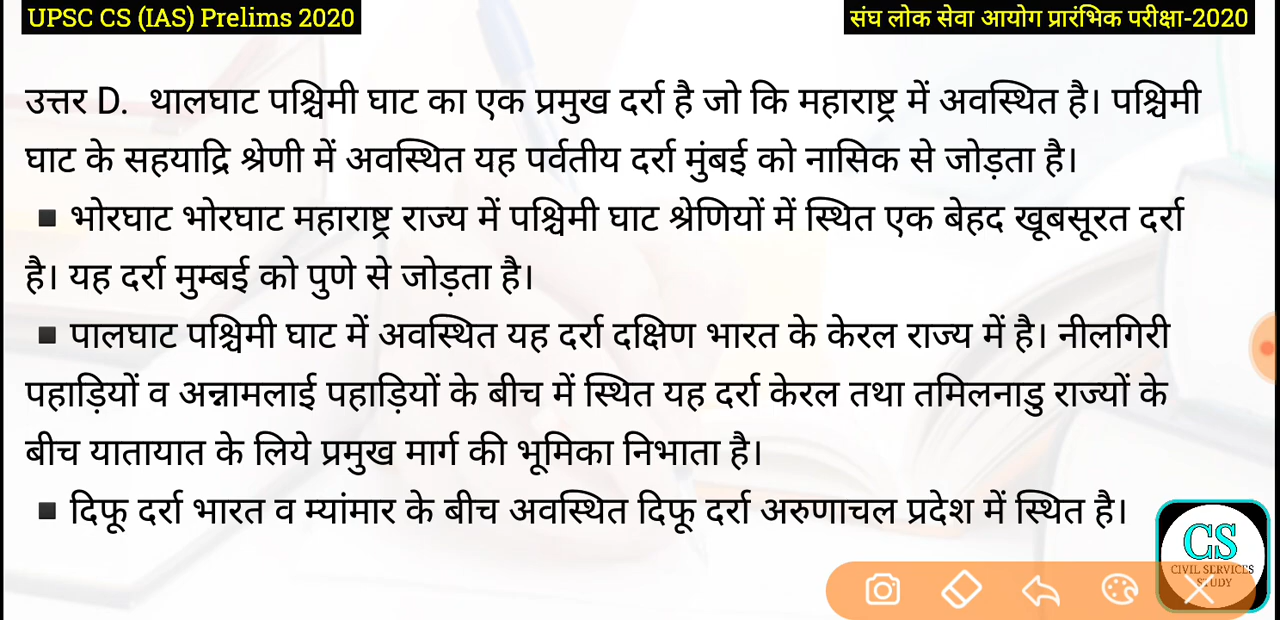 UPSC CS (IAS) Prelims 2020
संघ लोक सेवा आयोग प्रारंभिक परीक्षा-2020
उत्तर D. थालघाट पश्चिमी घाट का एक प्रमुख दर्रा है जो कि महाराष्ट्र में अवस्थित है। पश्चिमी
घाट के सहयाद्रि श्रेणी में अवस्थित यह पर्वतीय दर्रा मुंबई को नासिक से जोड़ता है।
▪ भोरघाट भोरघाट महाराष्ट्र राज्य में पश्चिमी घाट श्रेणियों में स्थित एक बेहद खूबसूरत दर्रा
है। यह दर्रा मुम्बई को पुणे से जोड़ता है।
▪ पालघाट पश्चिमी घाट में अवस्थित यह दर्रा दक्षिण भारत के केरल राज्य में है। नीलगिरी
पहाड़ियों व अन्नामलाई पहाड़ियों के बीच में स्थित यह दर्रा केरल तथा तमिलनाडु राज्यों के
बीच यातायात के लिये प्रमुख मार्ग की भूमिका निभाता है।
▪ दिफू दर्रा भारत व म्यांमार के बीच अवस्थित दिफू दर्रा अरुणाचल प्रदेश में स्थित है।
CS
CIVIL SERVICES
STUDY